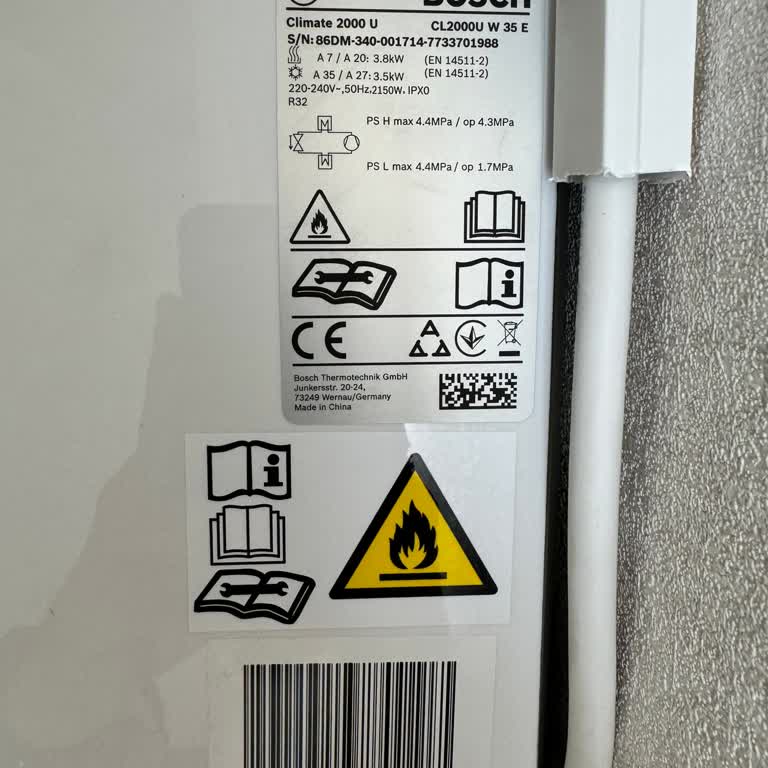 BOSCH
Climate 2000 U CL2000U W 35 E
S/N: 86DM-340-001714-7733701988
A 7 / A 20: 3.8kW (EN 14511-2)
A 35 / A 27: 3.5kW (EN 14511-2)
220-240V~,50Hz,2150W, IPX0
R32
M
PS H max 4.4MPa / op 4.3MPa
PS L max 4.4MPa / op 1.7MPa
i
CE
Bosch Thermotechnik GmbH
Junkersstr. 20-24,
73249 Wernau/Germany
Made in China
i